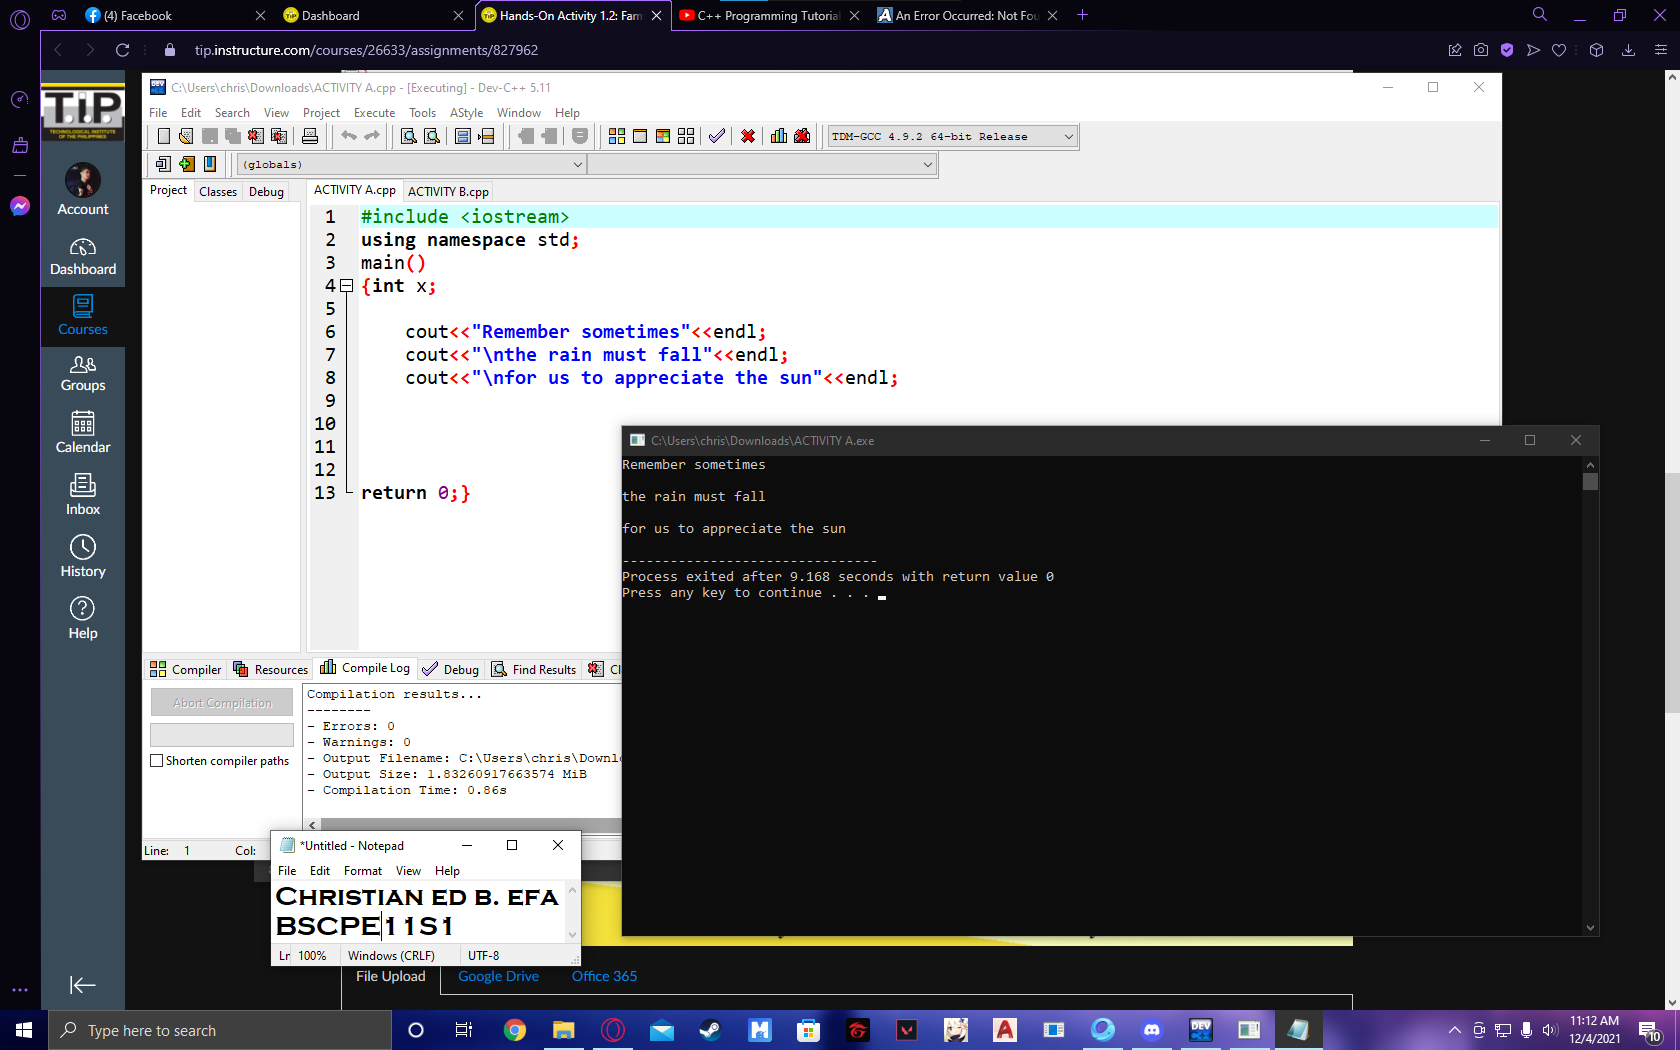 (4) Facebook
Dashboard
Hands-On Activity 1.2: Fam
C++ Programming Tutorial
An Error Occurred: Not Fou
tip.instructure.com/courses/26633/assignments/827962
T.I.P
TECHNOLOGICAL INSTITUTE
OF THE PHILIPPINES
Account
Dashboard
Courses
Groups
Calendar
Inbox
History
Help
C:\Users\chris\Downloads\ACTIVITY A.cpp - [Executing] - Dev-C++ 5.11
File Edit Search View Project Execute Tools AStyle Window Help
TDM-GCC 4.9.2 64-bit Release
(globals)
Project Classes Debug
ACTIVITY A.cpp ACTIVITY B.cpp
1 #include <iostream>
2 using namespace std;
3 main()
4 {int x;
5
6 cout<<"Remember sometimes"<<endl;
7 cout<<"\nthe rain must fall"<<endl;
8 cout<<"\nfor us to appreciate the sun"<<endl;
9
10
11
12
13 return 0;}
C:\Users\chris\Downloads\ACTIVITY A.exe
Remember sometimes
the rain must fall
for us to appreciate the sun
--------------------------------
Process exited after 9.168 seconds with return value 0
Press any key to continue . . .
Compiler Resources Compile Log Debug Find Results Cl
Abort Compilation
Shorten compiler paths
Compilation results...
--------
- Errors: 0
- Warnings: 0
- Output Filename: C:\Users\chris\Downlo
- Output Size: 1.83260917663574 MiB
- Compilation Time: 0.86s
Line: 1 Col:
*Untitled - Notepad
File Edit Format View Help
CHRISTIAN ED B. EFA
BSCPE11S1
Ln 100% Windows (CRLF) UTF-8
File Upload Google Drive Office 365
Type here to search
11:12 AM
12/4/2021
10